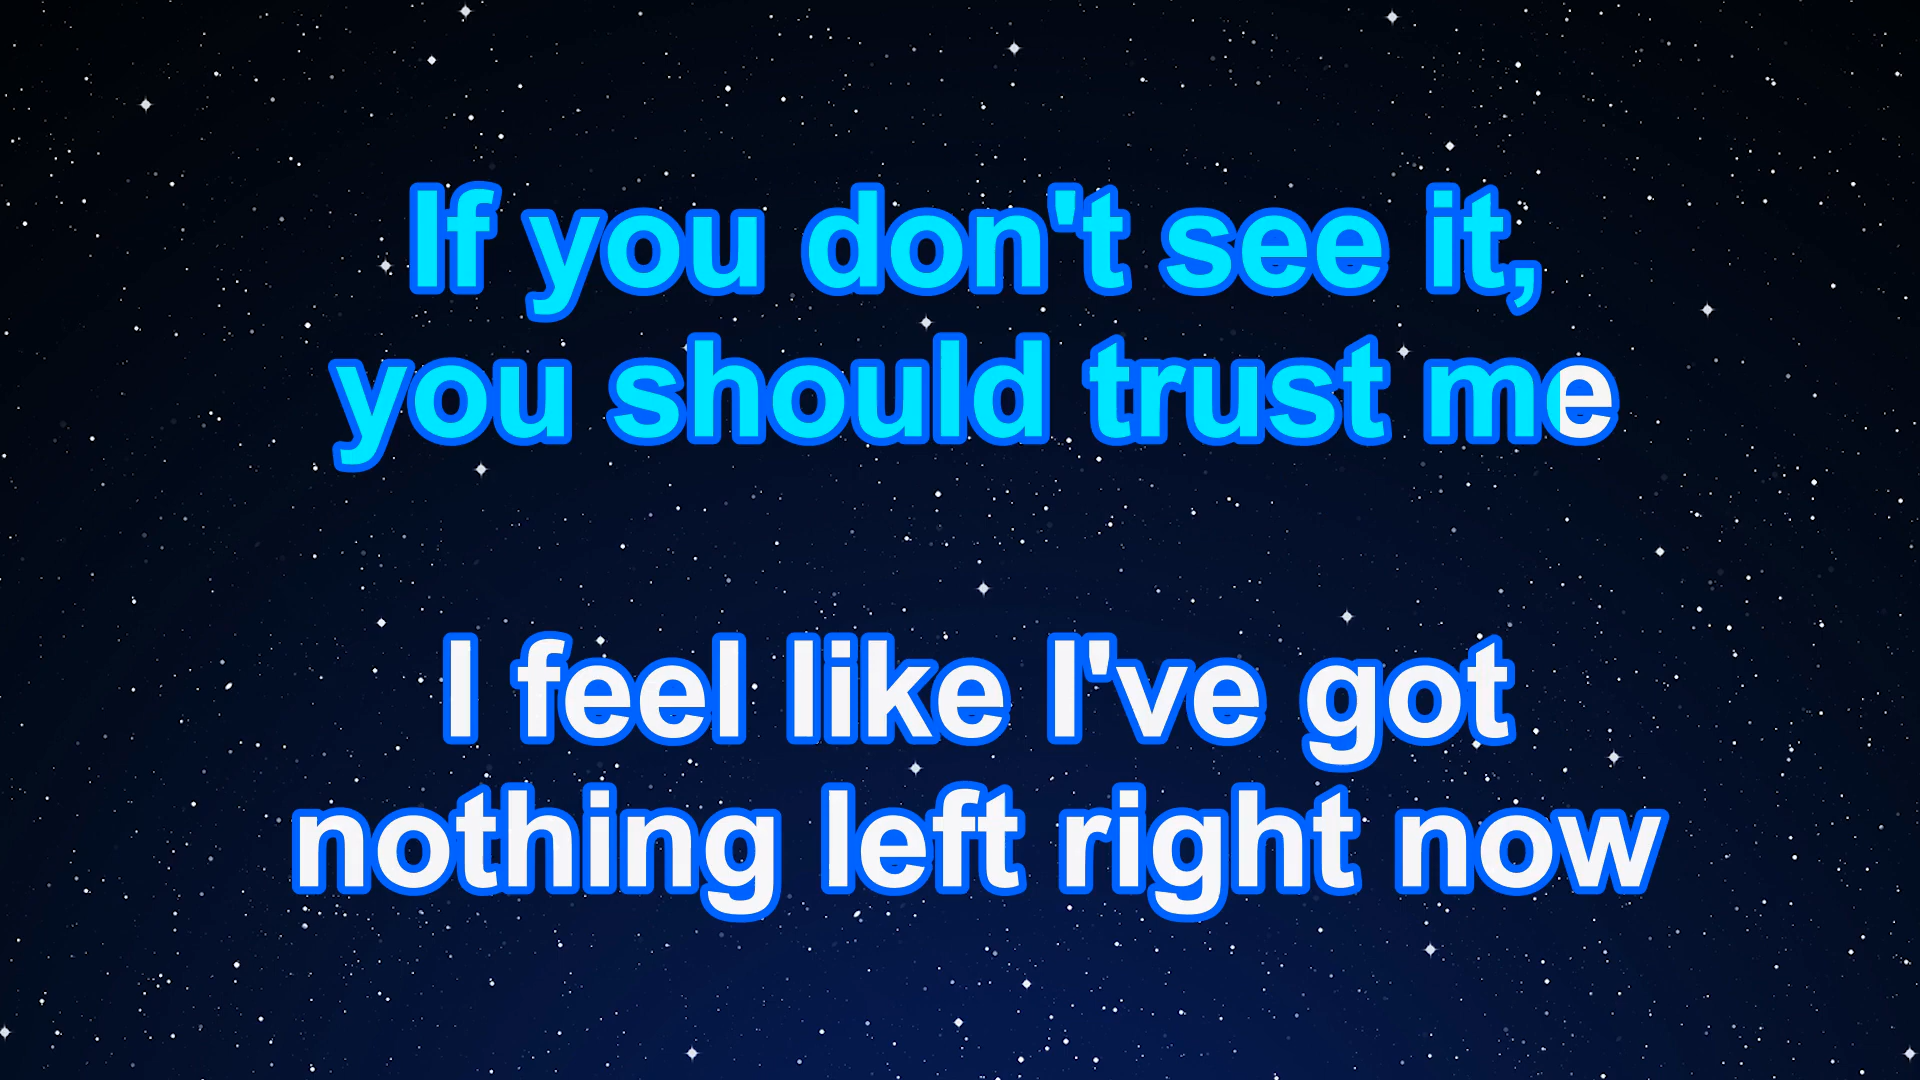 If you don't see it,
you should trust me
I feel like I've got
nothing left right now